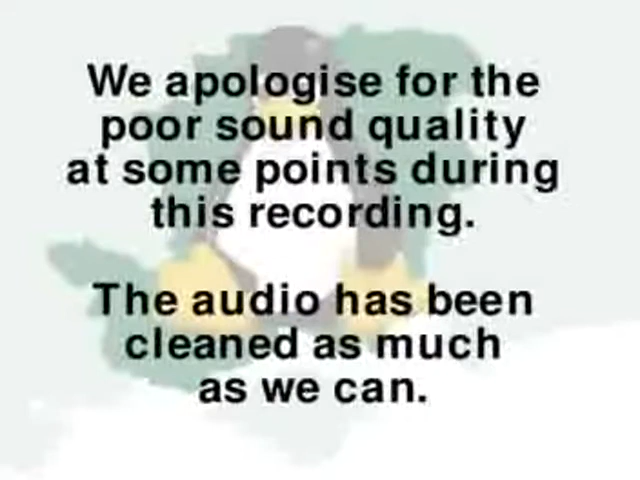 We apologise for the
poor sound quality
at some points during
this recording.
The audio has been
cleaned as much
as we can.